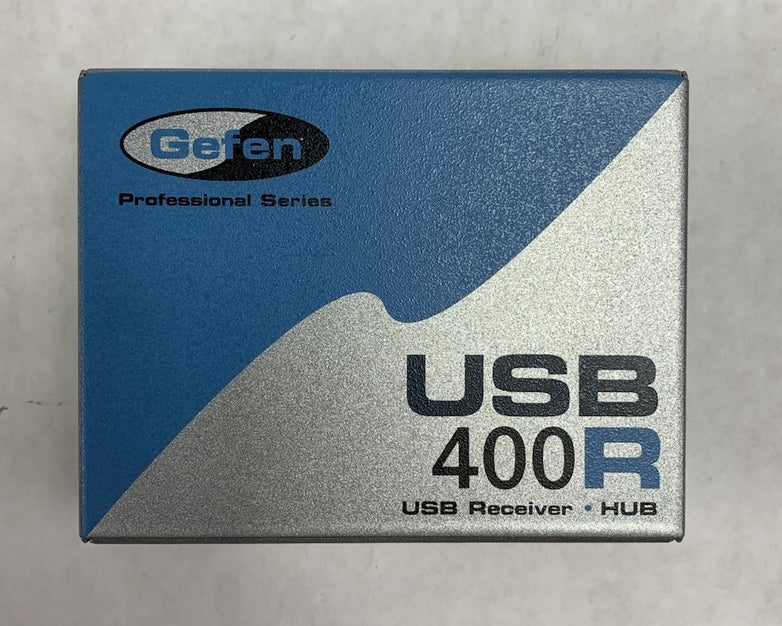 Gefen
Professional Series
USB
400R
USB Receiver • HUB